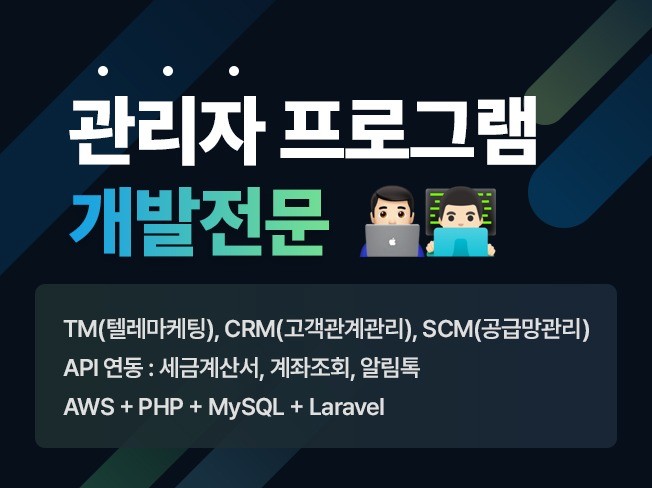 관리자 프로그램
개발전문
TM(텔레마케팅), CRM(고객관계관리), SCM(공급망관리)
API 연동 : 세금계산서, 계좌조회, 알림톡
AWS + PHP + MySQL + Laravel